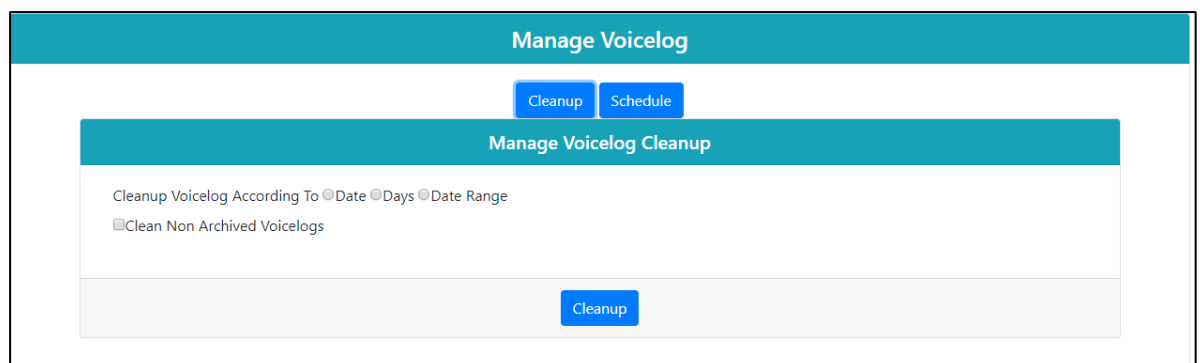 Manage Voicelog
Cleanup Schedule
Manage Voicelog Cleanup
Cleanup Voicelog According To Date Days Date Range
Clean Non Archived Voicelogs
Cleanup